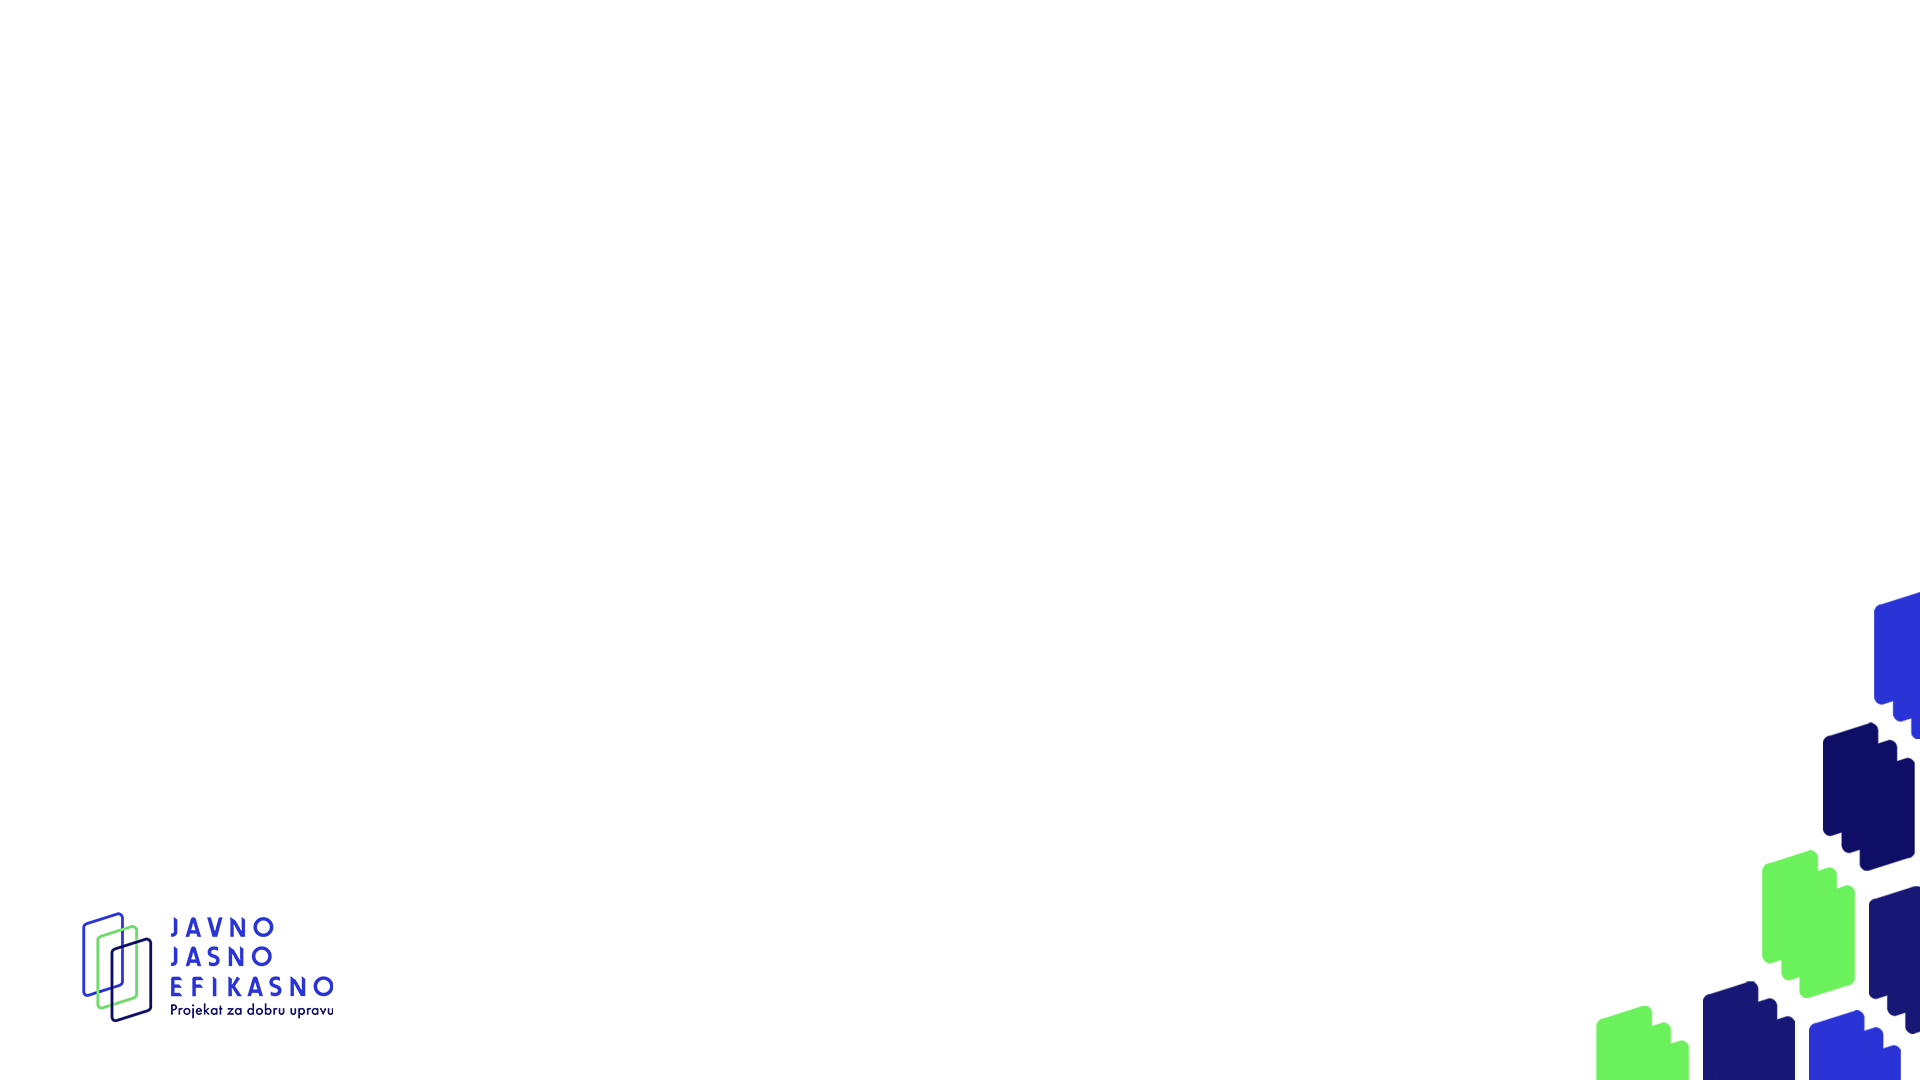 JAVNO
JASNO
EFIKASNO
Projekat za dobru upravu